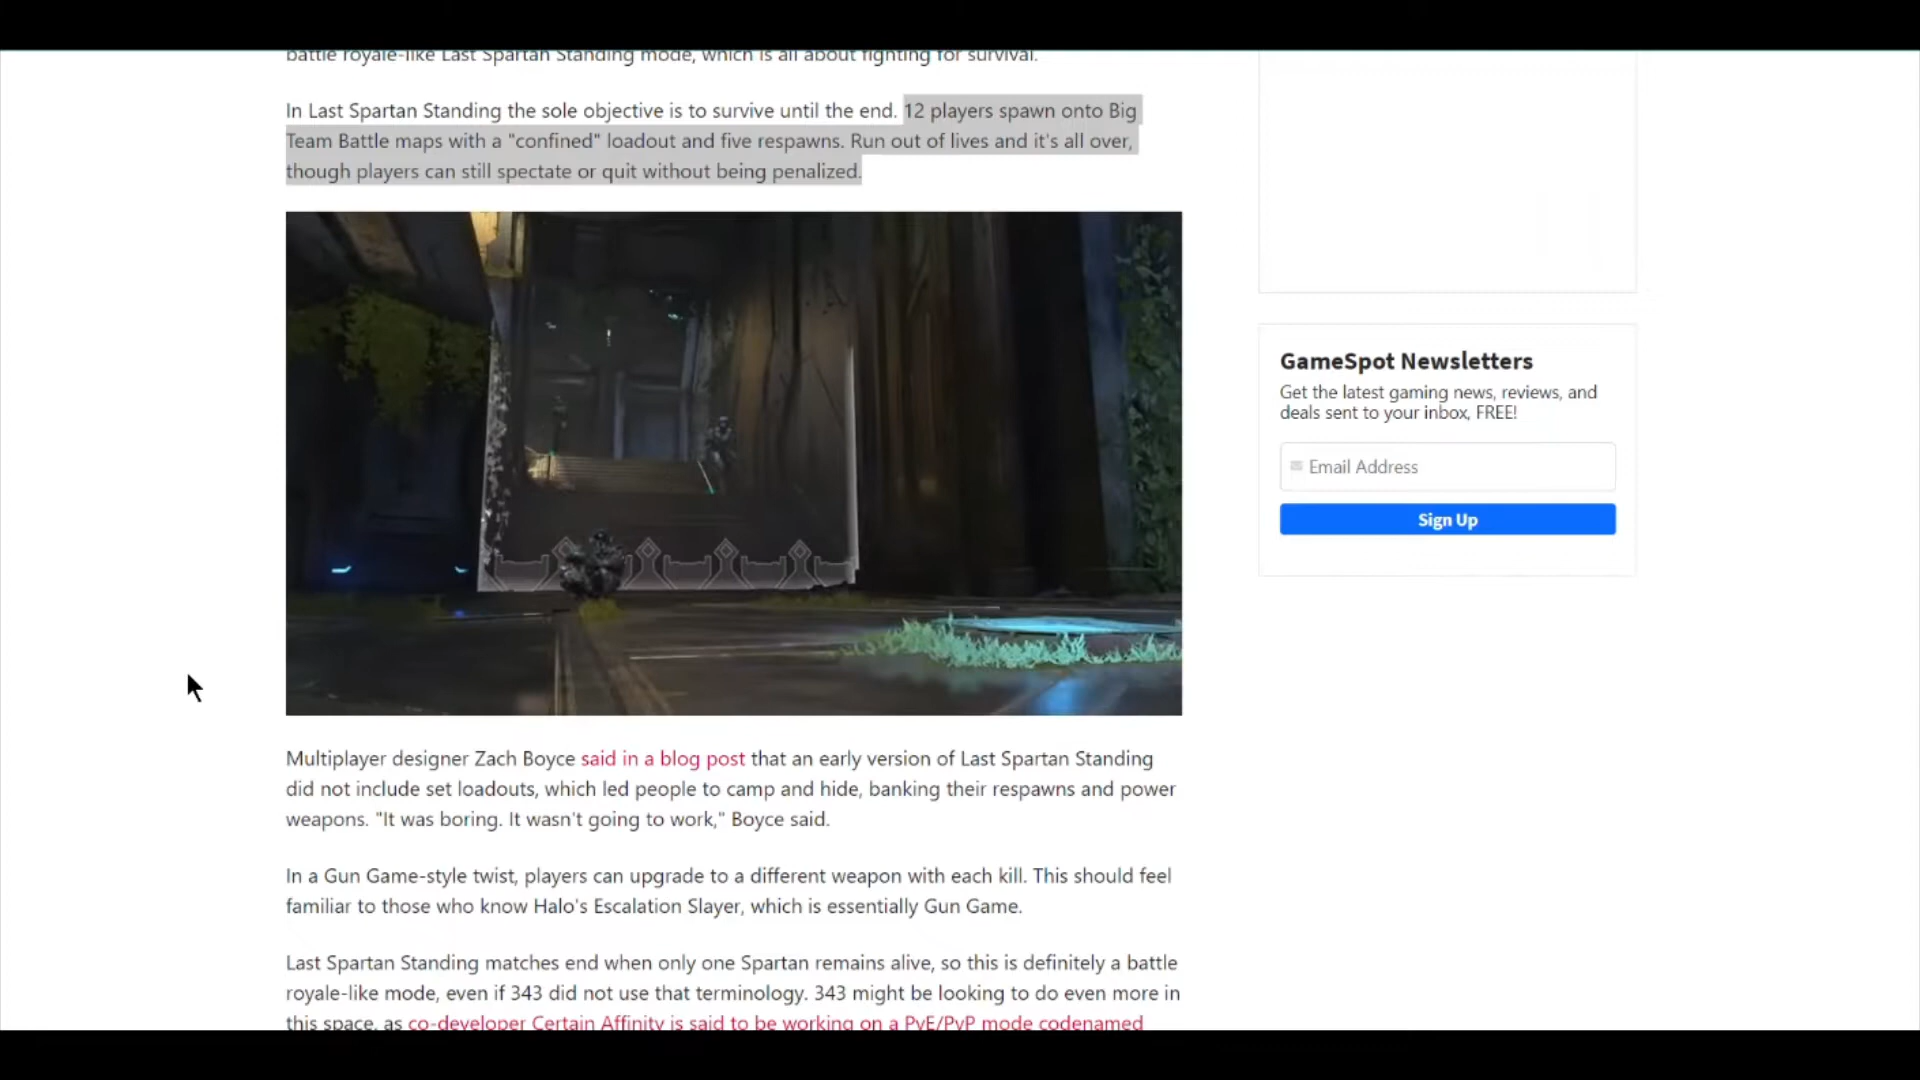 battle royale-like Last Spartan Standing mode, which is all about fighting for survival.
In Last Spartan Standing the sole objective is to survive until the end. 12 players spawn onto Big
Team Battle maps with a "confined" loadout and five respawns. Run out of lives and it's all over,
though players can still spectate or quit without being penalized.
Multiplayer designer Zach Boyce said in a blog post that an early version of Last Spartan Standing
did not include set loadouts, which led people to camp and hide, banking their respawns and power
weapons. "It was boring. It wasn't going to work," Boyce said.
In a Gun Game-style twist, players can upgrade to a different weapon with each kill. This should feel
familiar to those who know Halo's Escalation Slayer, which is essentially Gun Game.
Last Spartan Standing matches end when only one Spartan remains alive, so this is definitely a battle
royale-like mode, even if 343 did not use that terminology. 343 might be looking to do even more in
this space, as co-developer Certain Affinity is said to be working on a PvE/PvP mode codenamed
GameSpot Newsletters
Get the latest gaming news, reviews, and
deals sent to your inbox, FREE!
Email Address
Sign Up